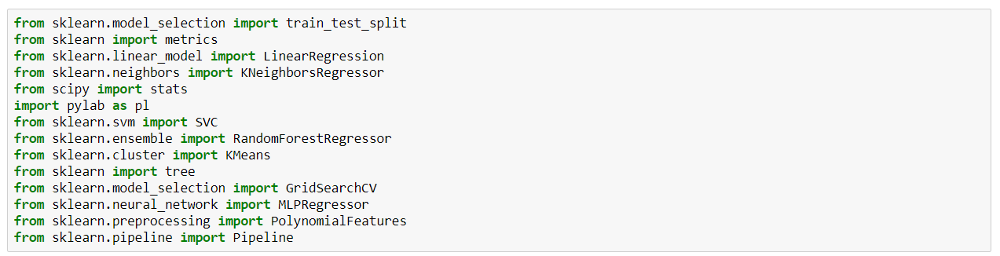 from sklearn.model_selection import train_test_split
from sklearn import metrics
from sklearn.linear_model import LinearRegression
from sklearn.neighbors import KNeighborsRegressor
from scipy import stats
import pylab as pl
from sklearn.svm import SVC
from sklearn.ensemble import RandomForestRegressor
from sklearn.cluster import KMeans
from sklearn import tree
from sklearn.model_selection import GridSearchCV
from sklearn.neural_network import MLPRegressor
from sklearn.preprocessing import PolynomialFeatures
from sklearn.pipeline import Pipeline